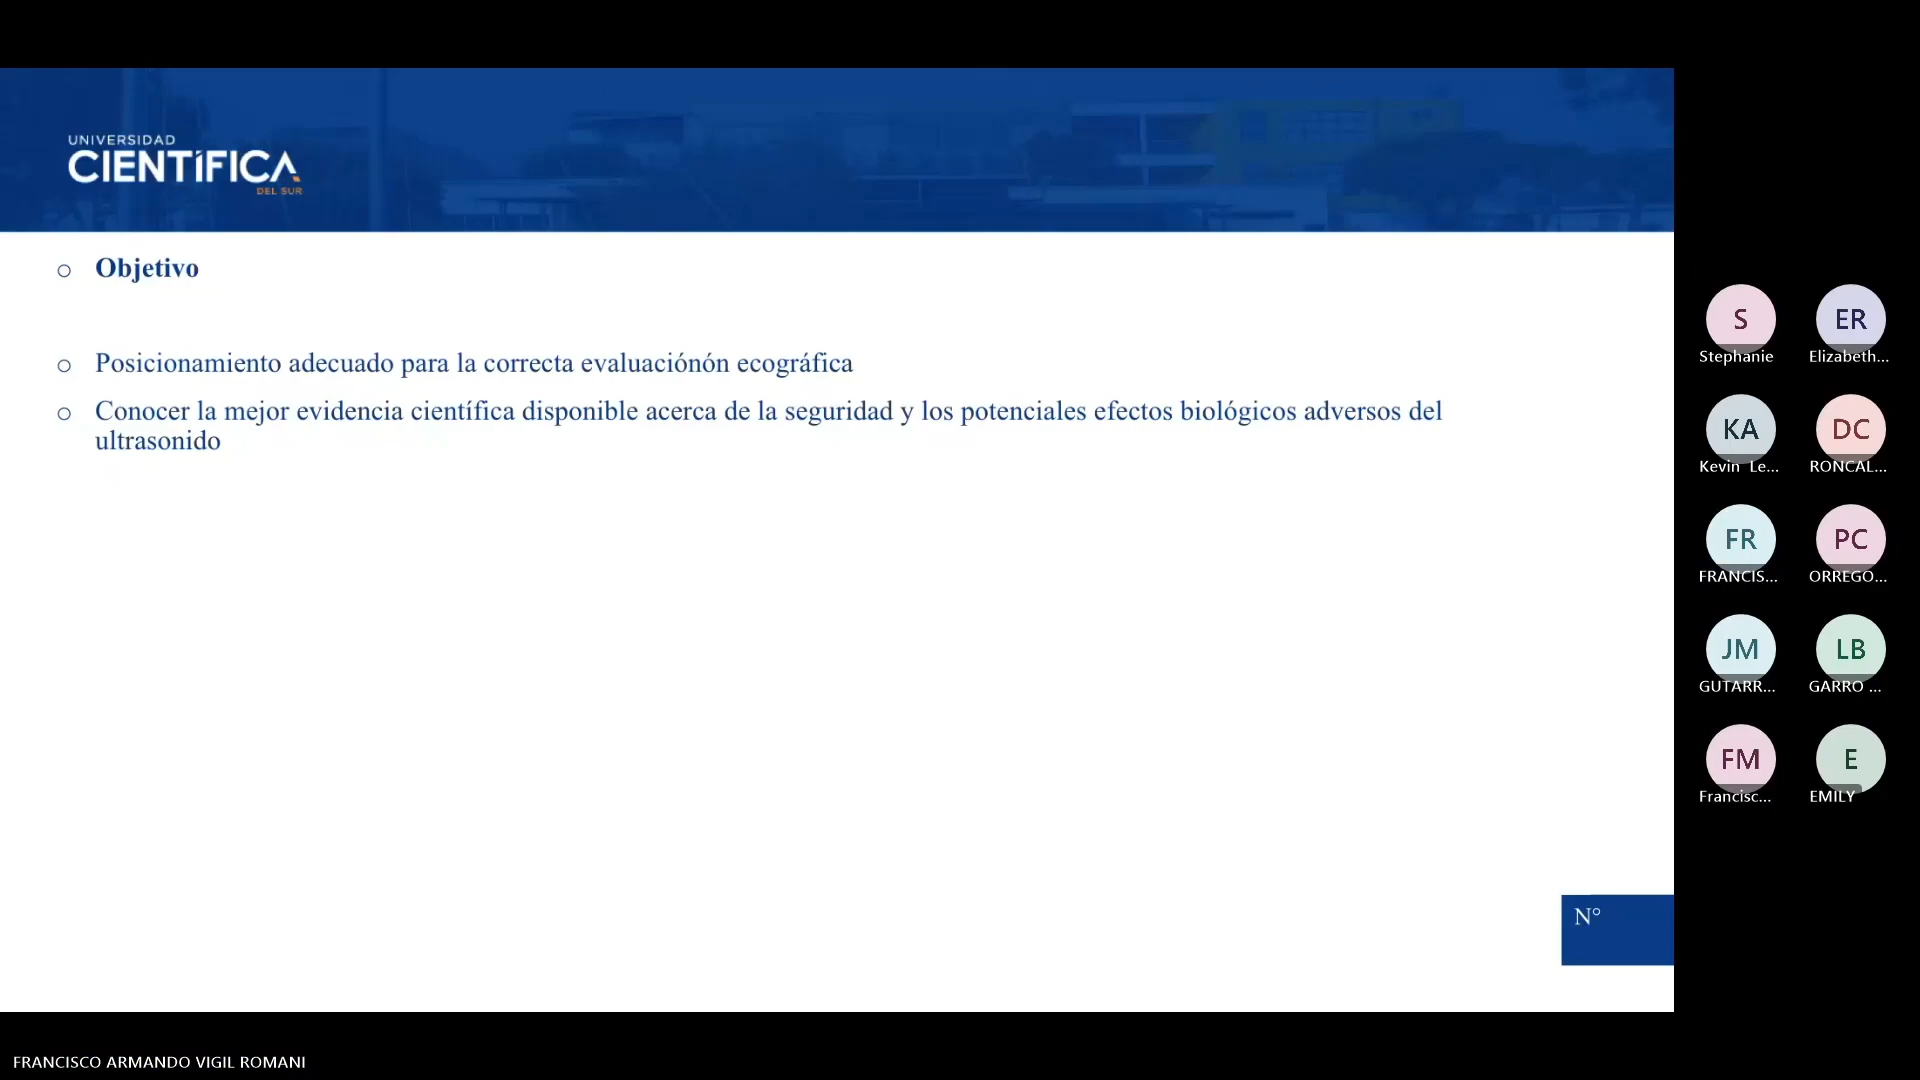 UNIVERSIDAD
CIENTÍFICA
DEL SUR
Objetivo
Posicionamiento adecuado para la correcta evaluaciónón ecográfica
Conocer la mejor evidencia científica disponible acerca de la seguridad y los potenciales efectos biológicos adversos del
ultrasonido
N°
S
Stephanie
ER
Elizabeth...
KA
Kevin Le...
DC
RONCAL...
FR
FRANCIS...
PC
ORREGO...
JM
GUTARR...
LB
GARRO ...
FM
Francisc...
E
EMILY
FRANCISCO ARMANDO VIGIL ROMANI